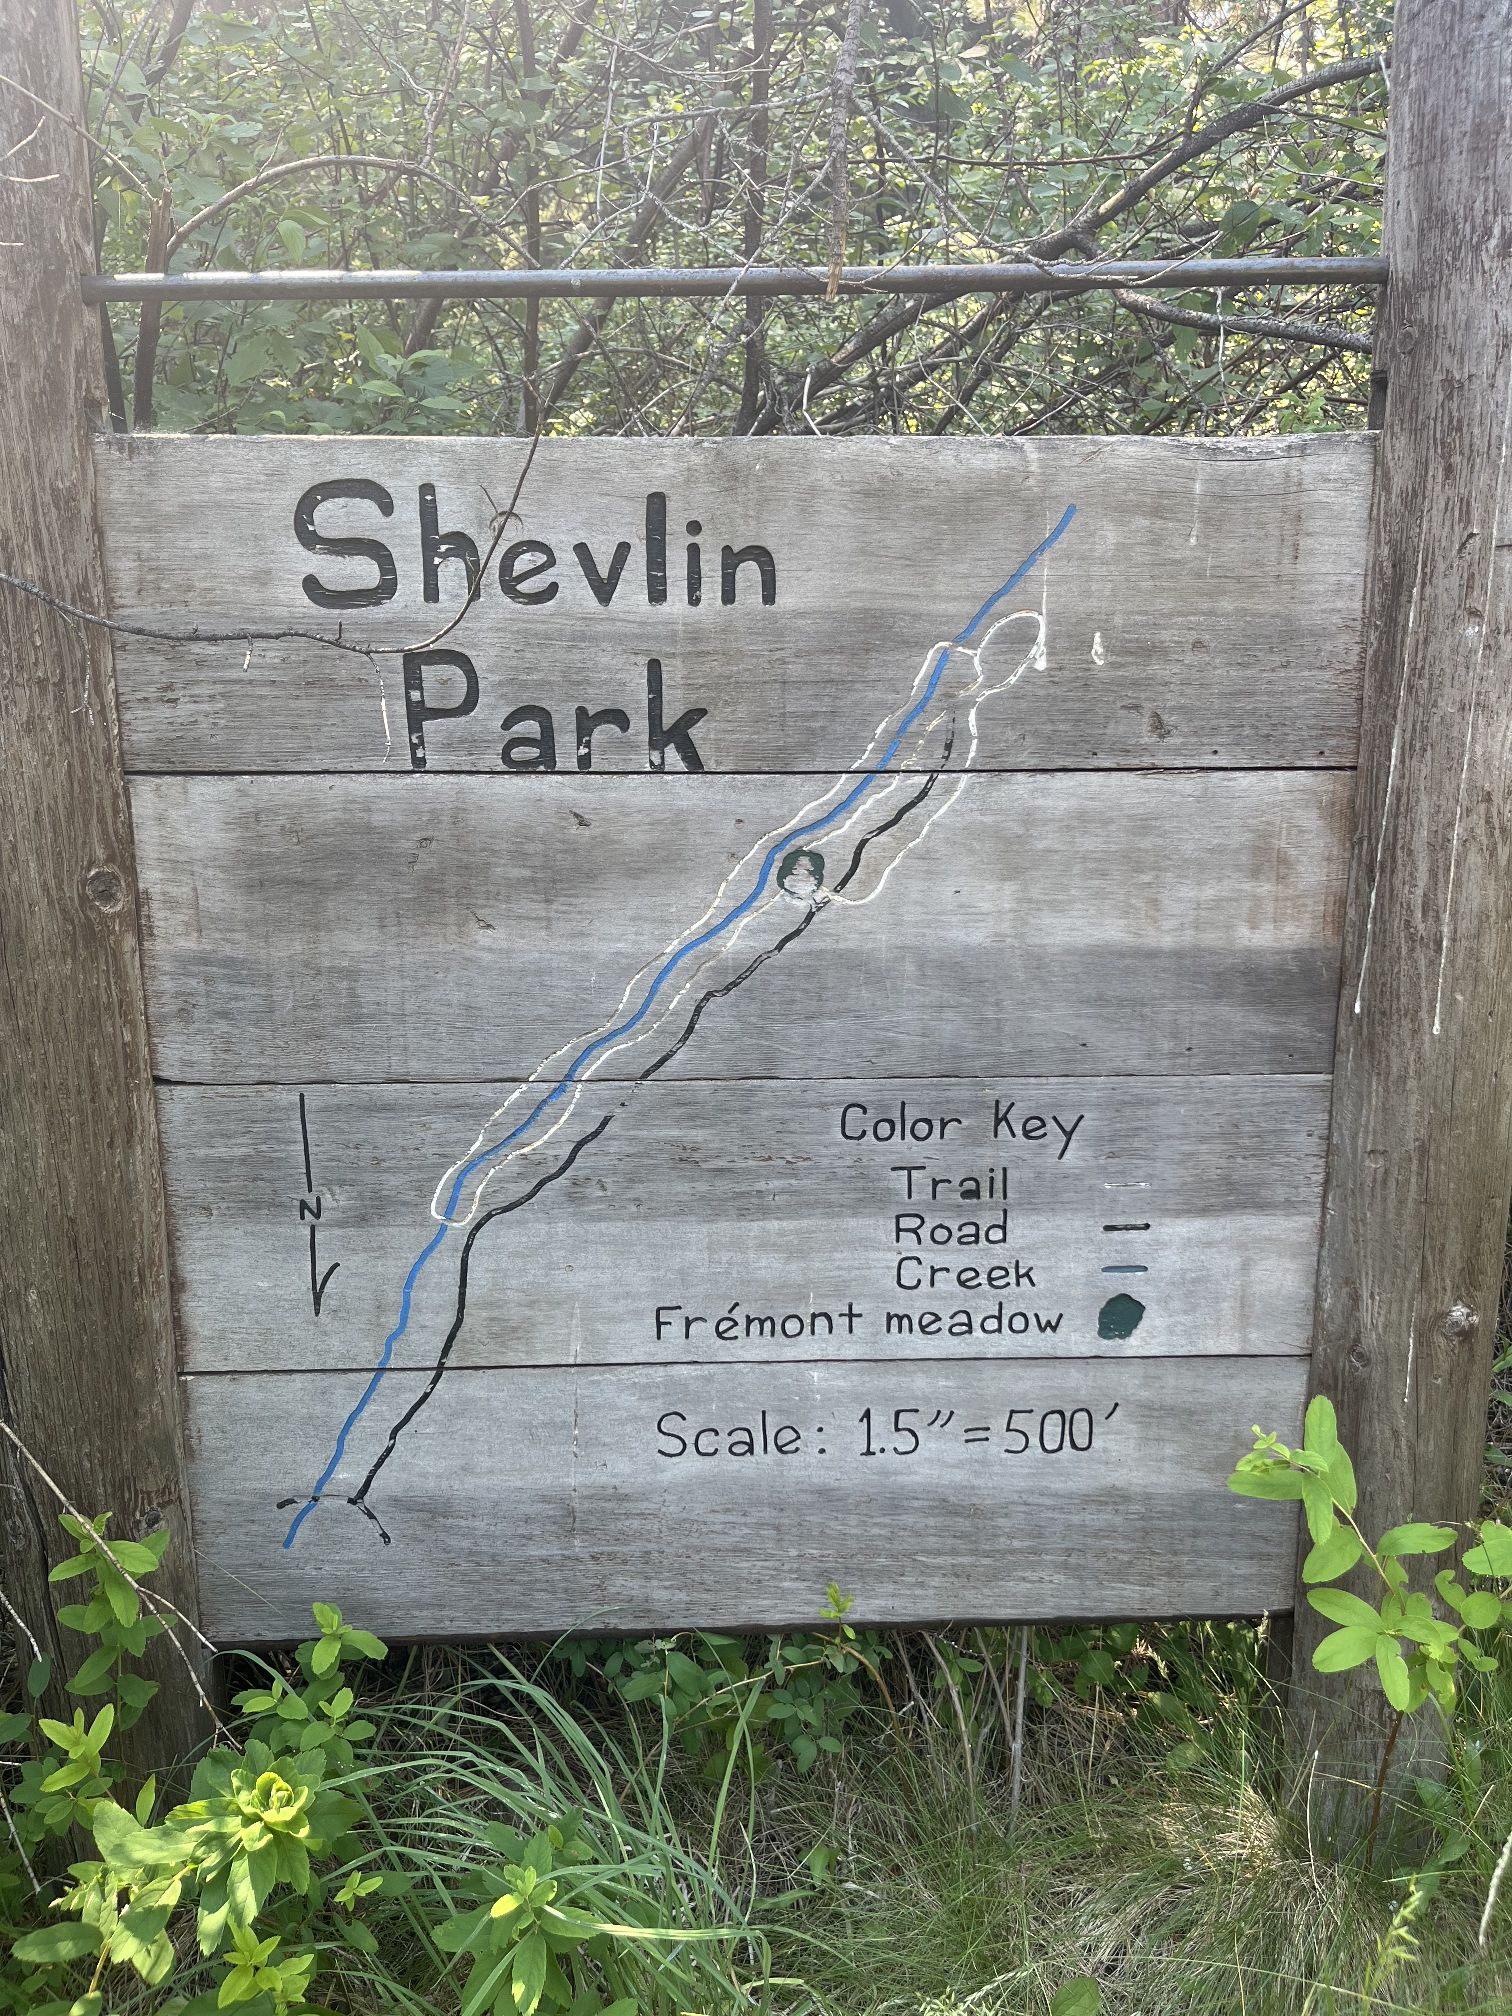 Shevlin
Park
N
Color Key
Trail
Road
Creek
Frémont meadow
Scale: 1.5″=500′